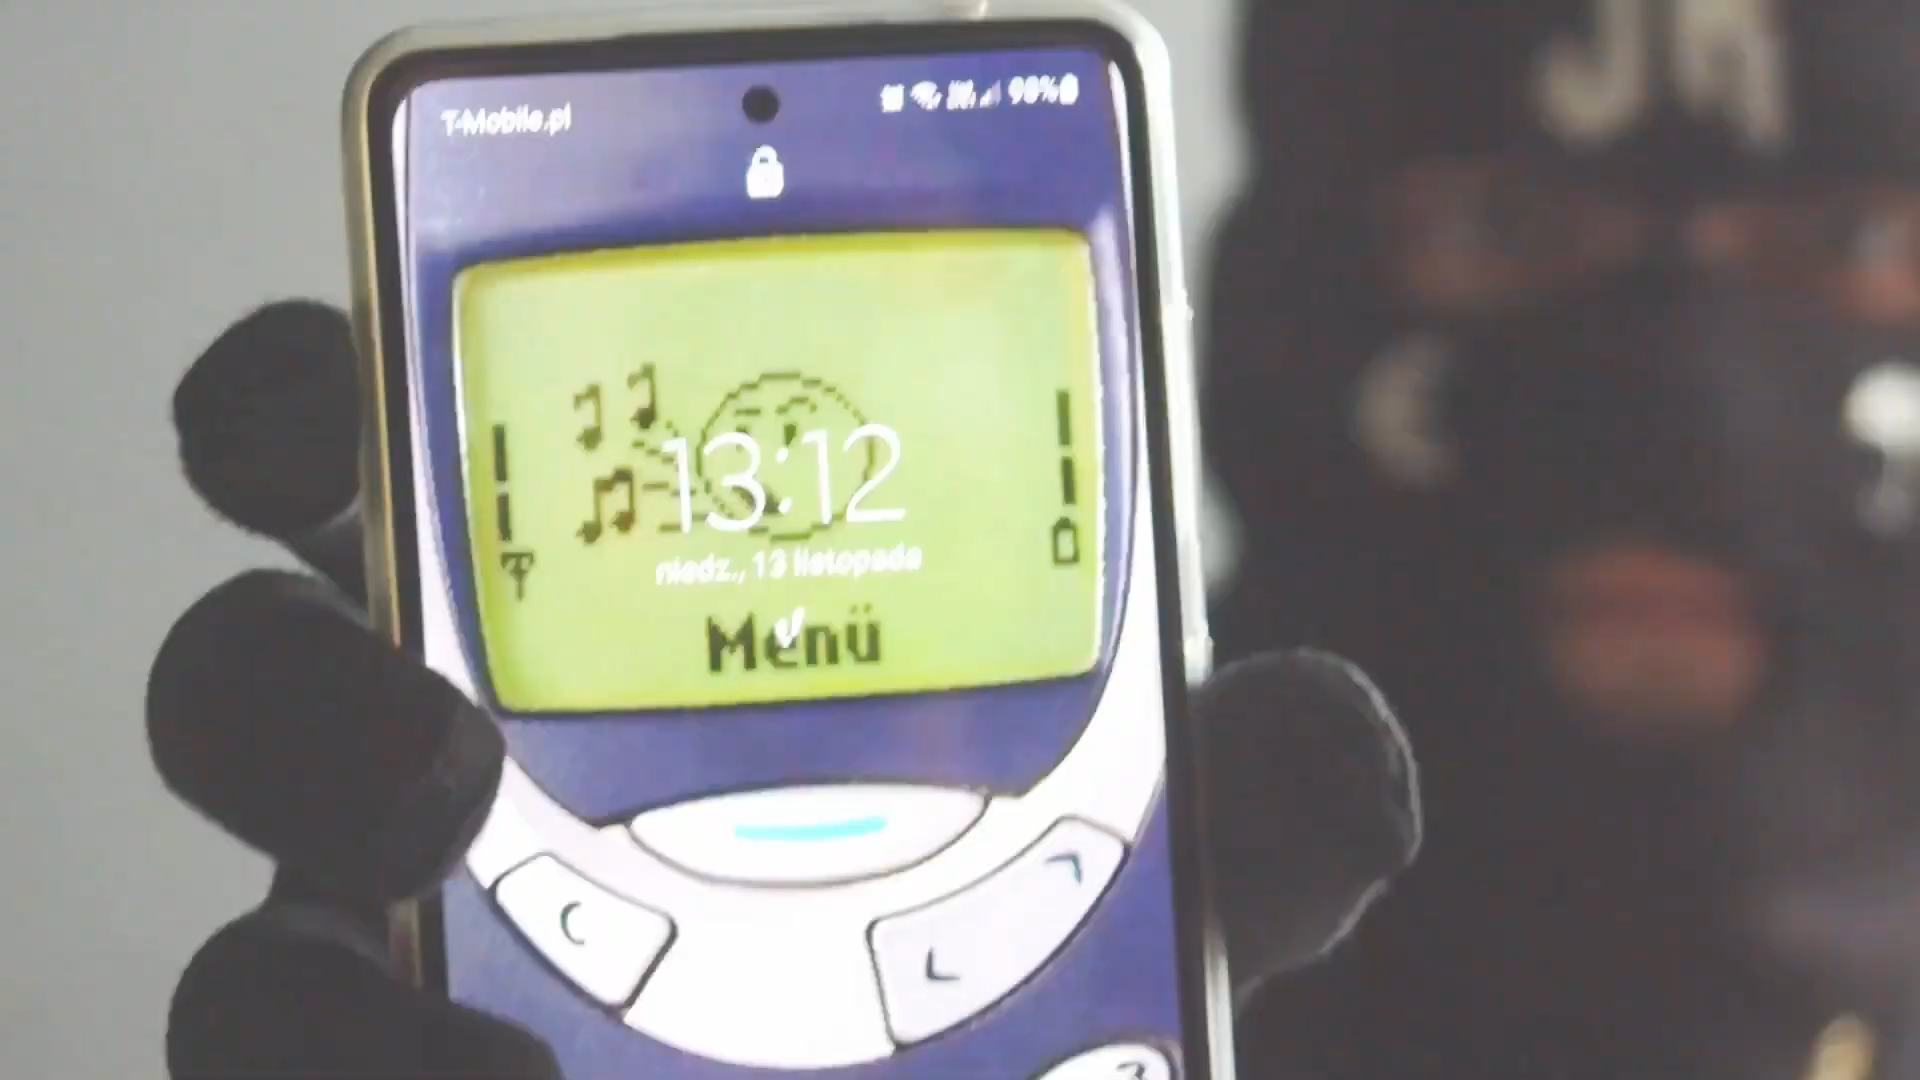 T-Mobile.pl
98%
13:12
niedz., 13 listopada
Menü
C